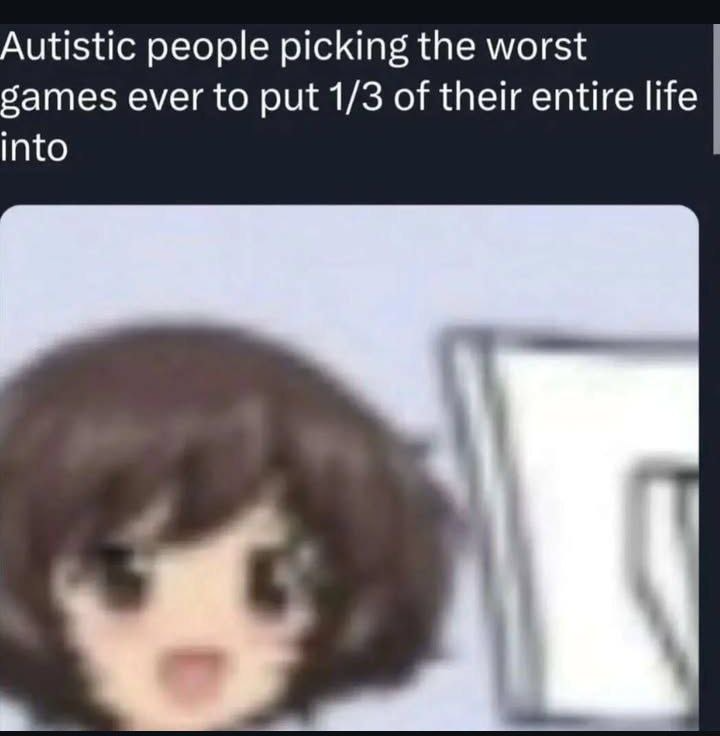 Autistic people picking the worst
games ever to put 1/3 of their entire life
into